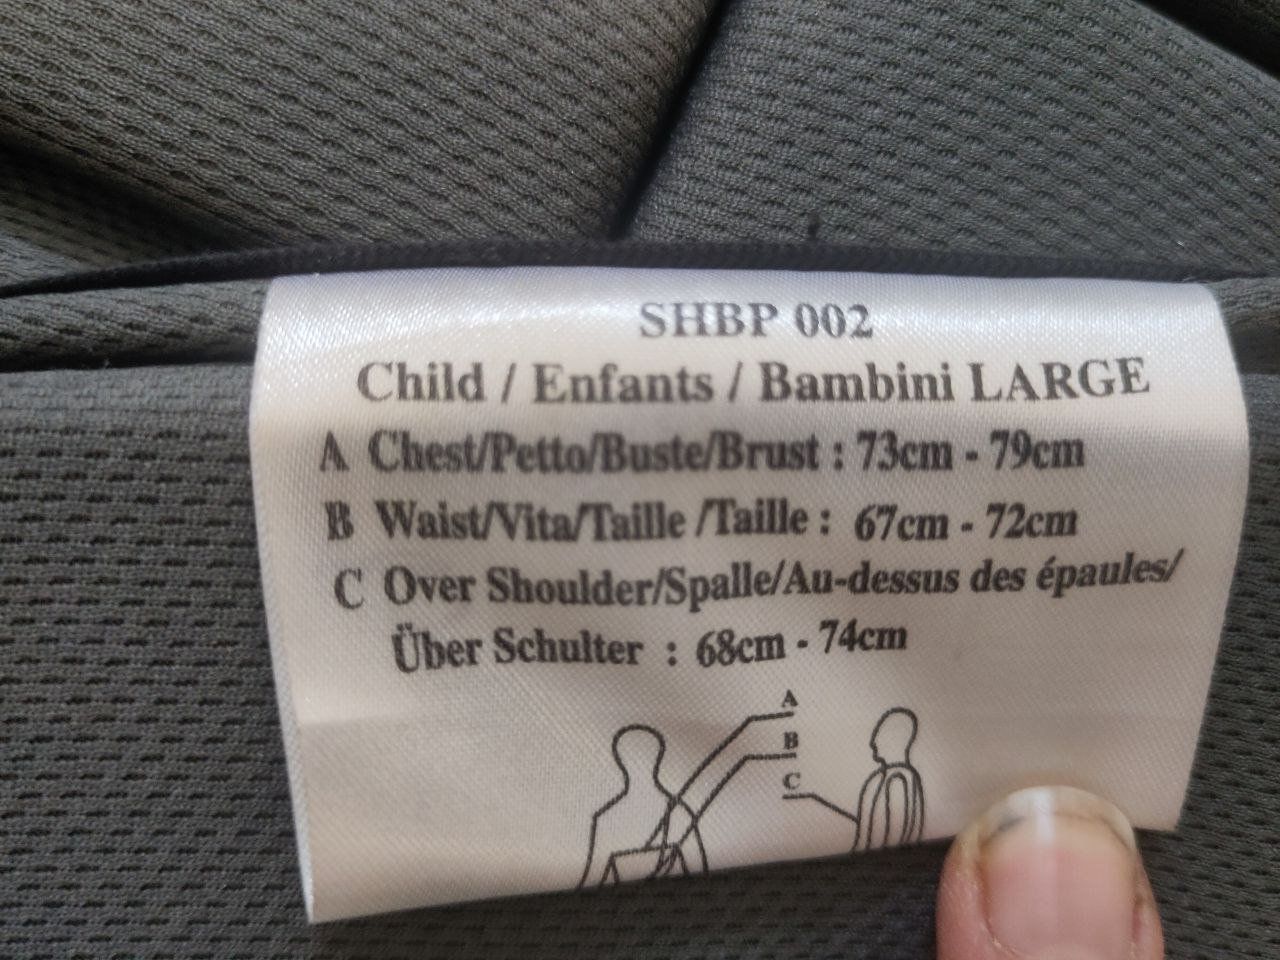 SHBP 002
Child / Enfants / Bambini LARGE
A Chest/Petto/Buste/Brust : 73cm - 79cm
B Waist/Vita/Taille /Taille : 67cm - 72cm
C Over Shoulder/Spalle/Au-dessus des épaules/
Über Schulter : 68cm - 74cm
A
B
C